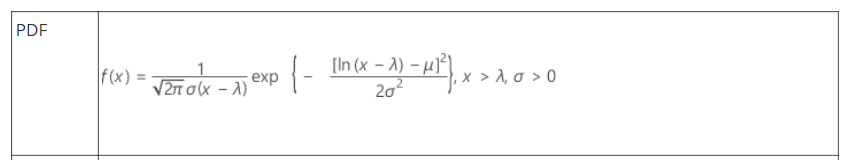 PDF
f(x) = 1/(√2π σ(x − λ)) exp { − [ln (x − λ) − μ]²/(2σ²) }, x > λ, σ > 0